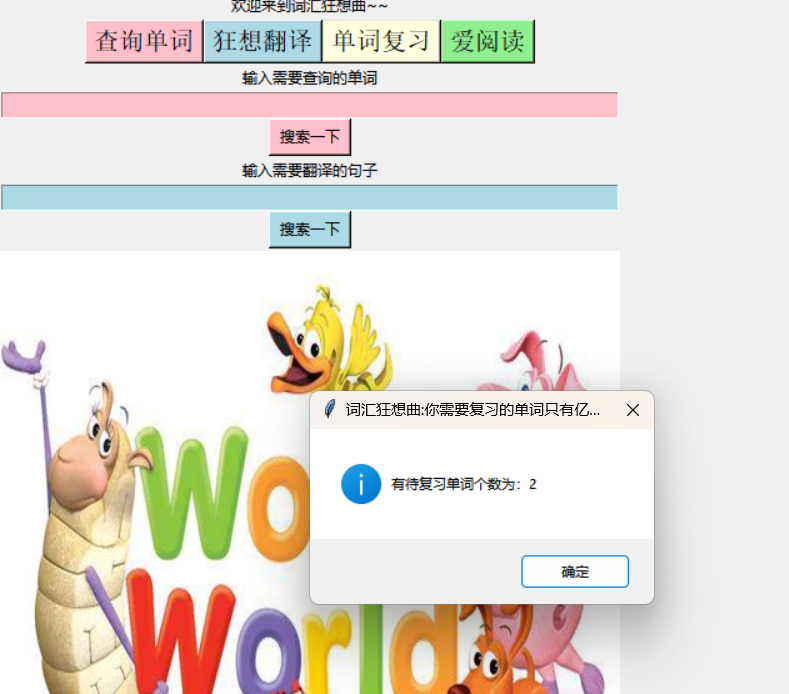 欢迎来到词汇狂想曲~~
查询单词 狂想翻译 单词复习 爱阅读
输入需要查询的单词
搜索一下
输入需要翻译的句子
搜索一下
词汇狂想曲:你需要复习的单词只有亿...
有待复习单词个数为：2
确定
Wo
World